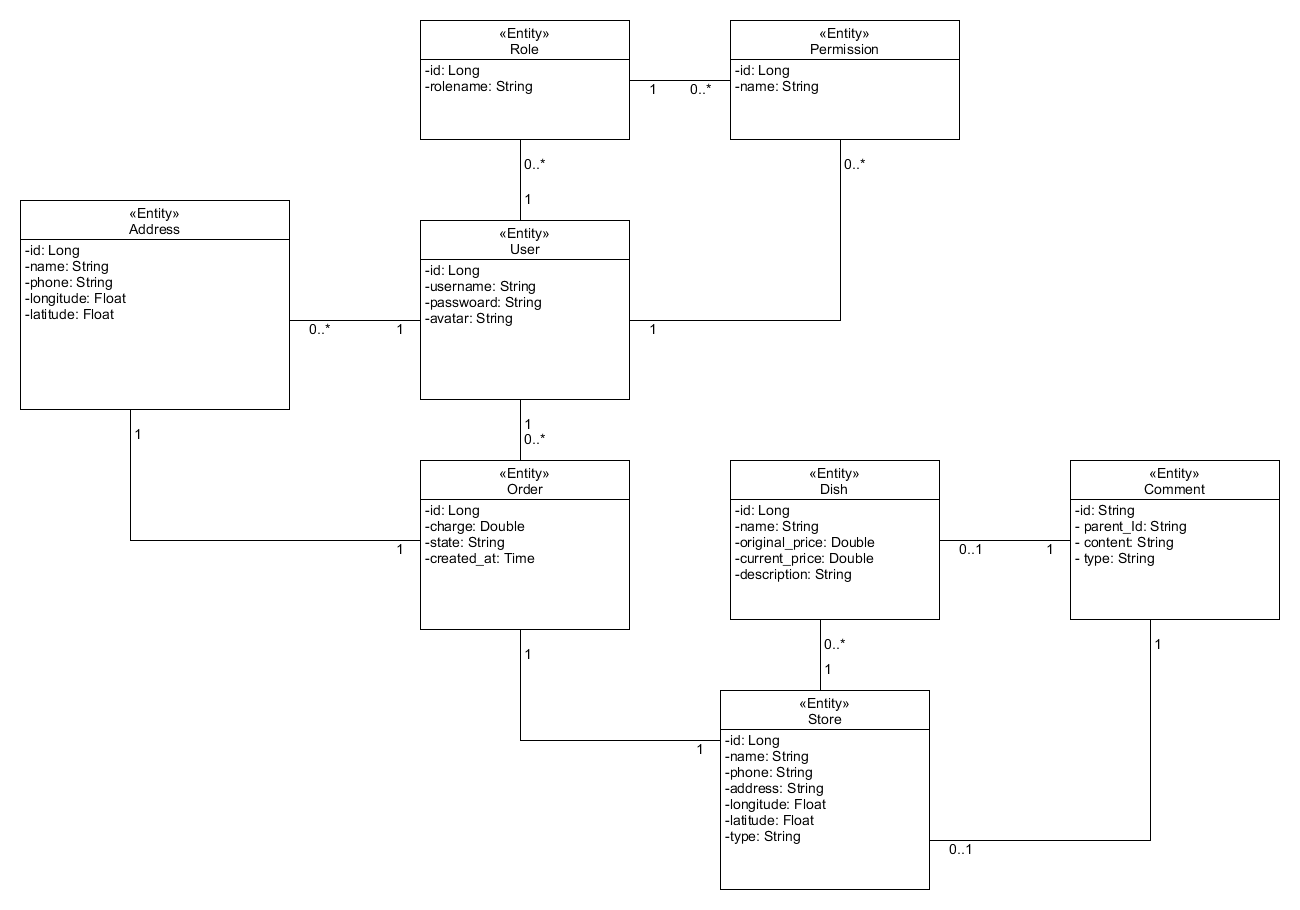 «Entity»
Role
-id: Long
-rolename: String
«Entity»
Permission
-id: Long
-name: String
1
0..*
0..*
1
0..*
«Entity»
Address
-id: Long
-name: String
-phone: String
-longitude: Float
-latitude: Float
«Entity»
User
-id: Long
-username: String
-passwoard: String
-avatar: String
0..*
1
1
1
1
0..*
«Entity»
Order
-id: Long
-charge: Double
-state: String
-created_at: Time
1
«Entity»
Dish
-id: Long
-name: String
-original_price: Double
-current_price: Double
-description: String
0..1
1
«Entity»
Comment
-id: String
- parent_Id: String
- content: String
- type: String
1
0..*
1
1
«Entity»
Store
-id: Long
-name: String
-phone: String
-address: String
-longitude: Float
-latitude: Float
-type: String
1
0..1